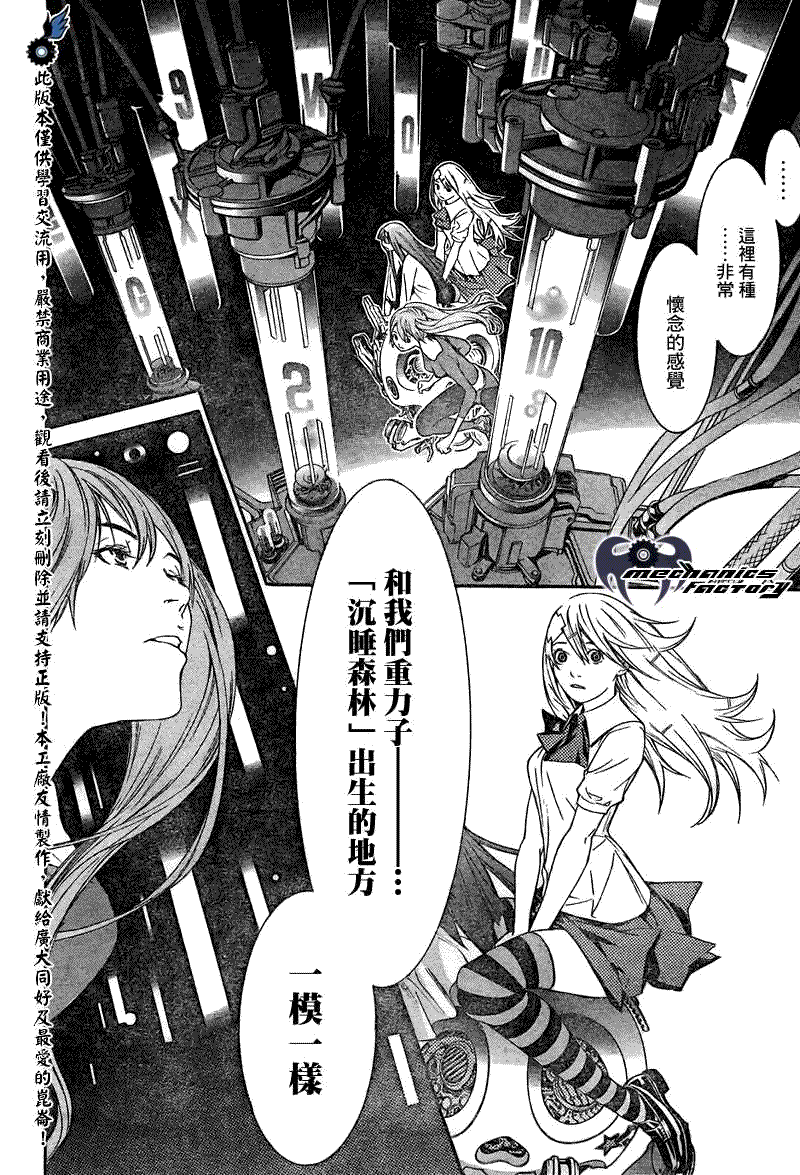 ……
這裡有種
……非常
懷念的感覺
和我們重力子———…
「沉睡森林」出生的地方
一模一樣
mechanics
factory
9
N
O
X
G
2
10
8
此版本僅供學習交流用，嚴禁商業用途，觀看後請立刻刪除並請支持正版！本工廠友情製作，獻給廣大同好及最愛的崑崙！